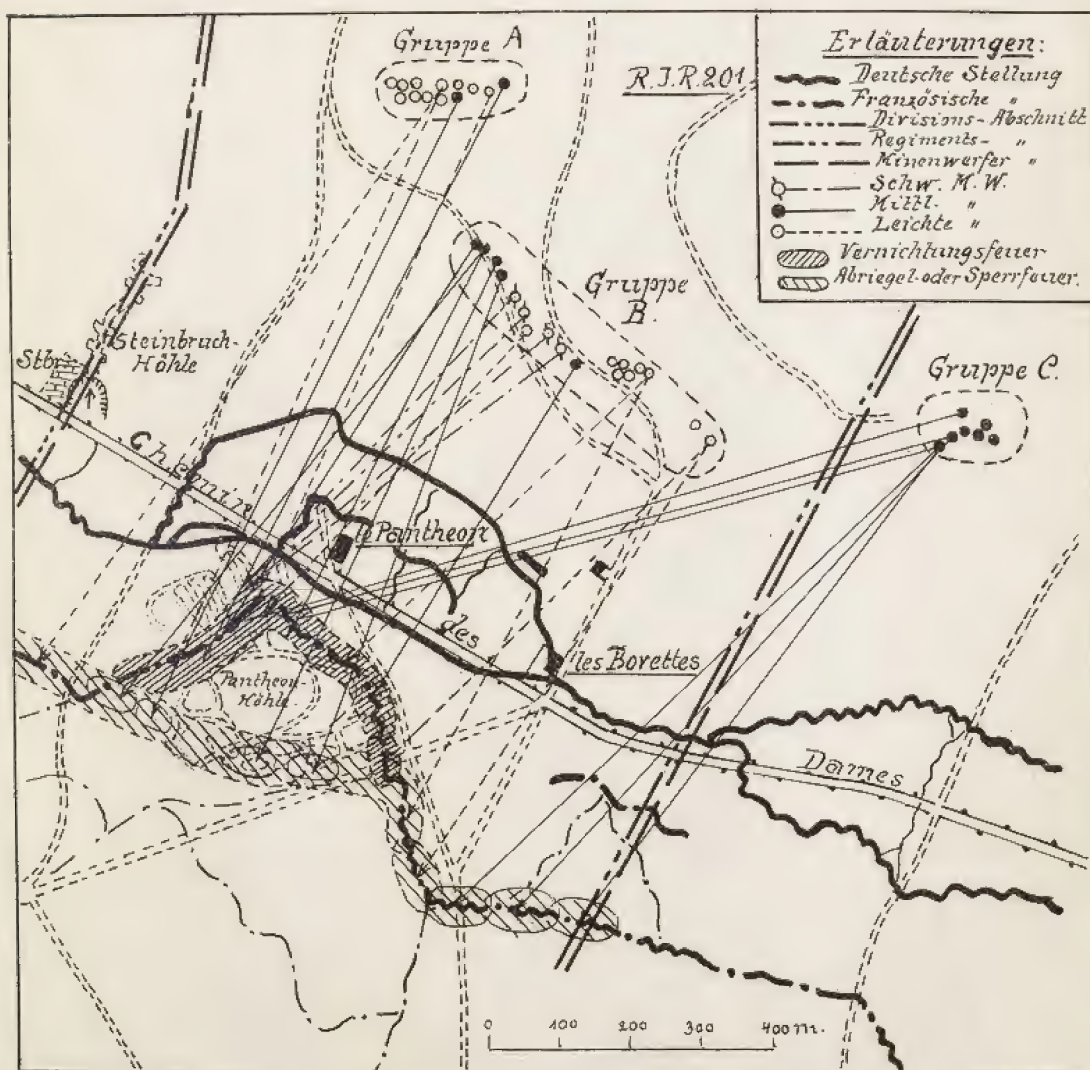 Gruppe A
R.I.R.201
Erläuterungen:
Deutsche Stellung
Französische "
Divisions-Abschnitt
Regiments- "
Minenwerfer "
Schw. M.W.
Mittl. "
Leichte "
Vernichtungsfeuer
Abriegel-oder Sperrfeuer.
Gruppe
B.
Steinbruch-
Höhle
Stbr.
Gruppe C.
Chemin
des
Dames
le Pantheon
les Bovettes
Pantheon-
Höhle.
0 100 200 300 400 m.